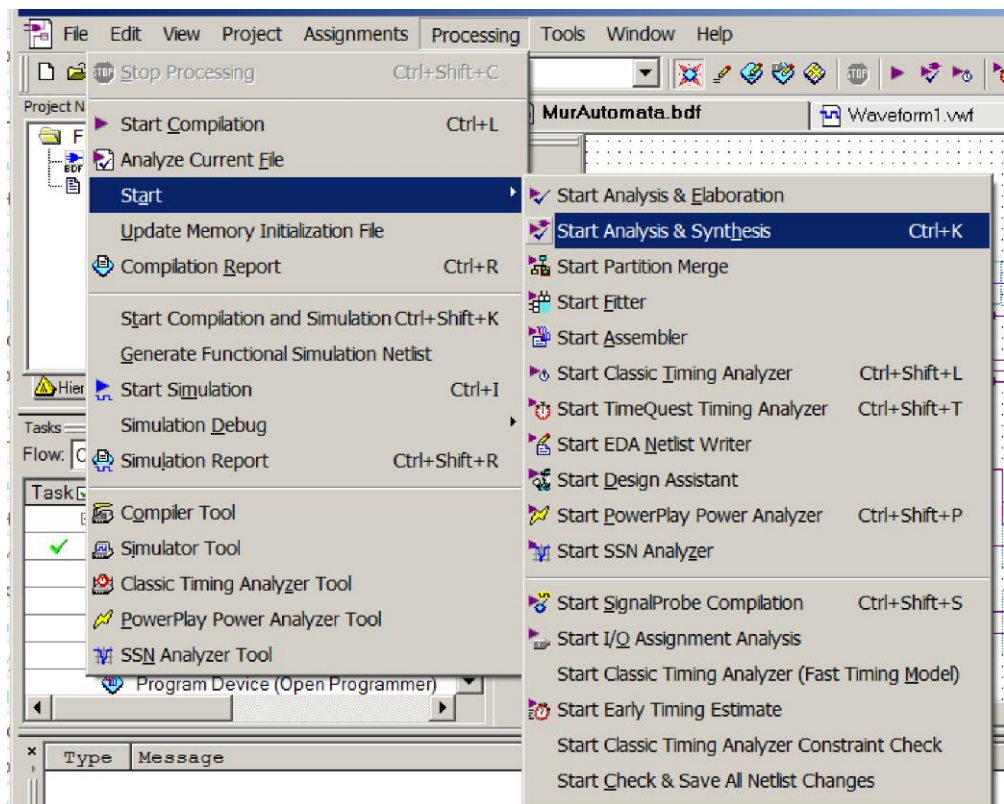 File Edit View Project Assignments Processing Tools Window Help
Stop Processing Ctrl+Shift+C
Project N
MurAutomata.bdf
Waveform1.vwf
F
BDF
Start Compilation Ctrl+L
Analyze Current File
Start
Update Memory Initialization File
Compilation Report Ctrl+R
Start Compilation and Simulation Ctrl+Shift+K
Generate Functional Simulation Netlist
Start Simulation Ctrl+I
Simulation Debug
Simulation Report Ctrl+Shift+R
Compiler Tool
Simulator Tool
Classic Timing Analyzer Tool
PowerPlay Power Analyzer Tool
SSN Analyzer Tool
Start Analysis & Elaboration
Start Analysis & Synthesis Ctrl+K
Start Partition Merge
Start Fitter
Start Assembler
Start Classic Timing Analyzer Ctrl+Shift+L
Start TimeQuest Timing Analyzer Ctrl+Shift+T
Start EDA Netlist Writer
Start Design Assistant
Start PowerPlay Power Analyzer Ctrl+Shift+P
Start SSN Analyzer
Start SignalProbe Compilation Ctrl+Shift+S
Start I/O Assignment Analysis
Start Classic Timing Analyzer (Fast Timing Model)
Start Early Timing Estimate
Start Classic Timing Analyzer Constraint Check
Start Check & Save All Netlist Changes
Hier
Tasks
Flow: C
Task
Program Device (Open Programmer)
Type Message